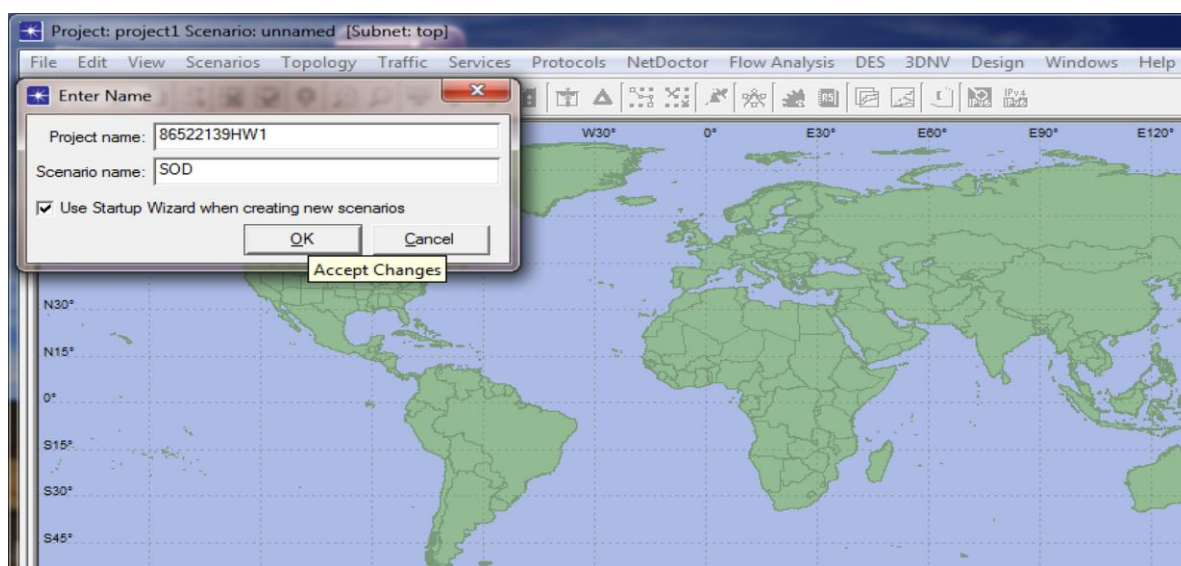 Project: project1 Scenario: unnamed [Subnet: top]
File Edit View Scenarios Topology Traffic Services Protocols NetDoctor Flow Analysis DES 3DNV Design Windows Help
Enter Name
Project name: 86522139HW1
Scenario name: SOD
Use Startup Wizard when creating new scenarios
OK Cancel
Accept Changes
W30° 0° E30° E60° E90° E120°
N30°
N15°
0°
S15°
S30°
S45°